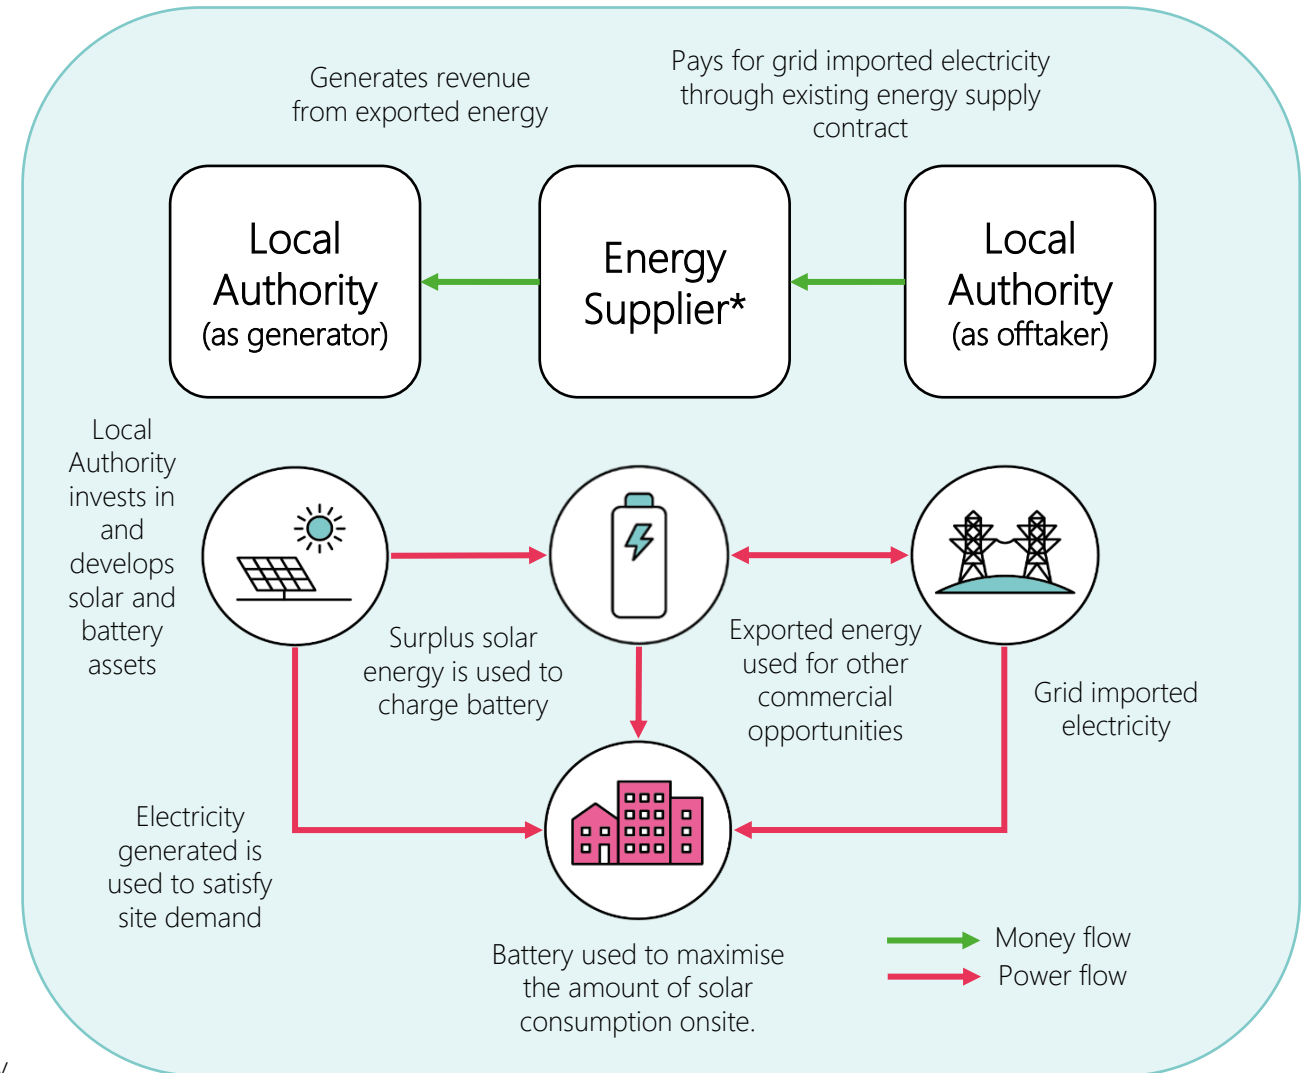 Generates revenue
from exported energy
Pays for grid imported electricity
through existing energy supply
contract
Local
Authority
(as generator)
Energy
Supplier*
Local
Authority
(as offtaker)
Local
Authority
invests in
and
develops
solar and
battery
assets
Surplus solar
energy is used to
charge battery
Exported energy
used for other
commercial
opportunities
Grid imported
electricity
Electricity
generated is
used to satisfy
site demand
Battery used to maximise
the amount of solar
consumption onsite.
Money flow
Power flow